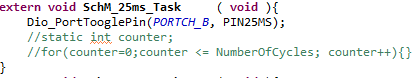 extern void SchM_25ms_Task ( void ){
Dio_PortTooglePin(PORTCH_B, PIN25MS);
//static int counter;
//for(counter=0;counter <= NumberOfCycles; counter++){}
}